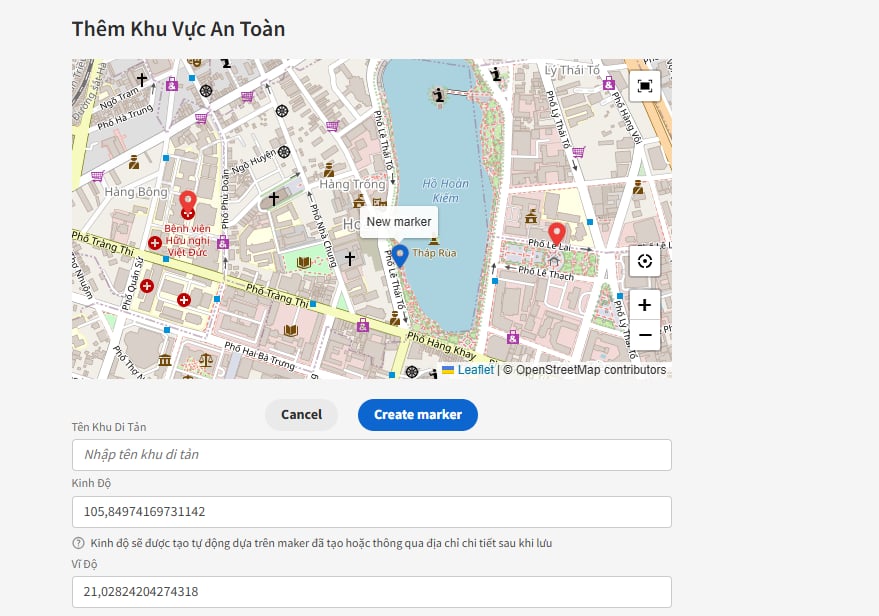 Thêm Khu Vực An Toàn
Lý Thái Tổ
Ngõ Trạm
Phố Hà Trung
Phố Lê Thái Tổ
Phố Lý Thái Tổ
Phố Hàng Vôi
Ngõ Huyện
Phố Phủ Doãn
Hàng Bông
Hàng Trống
Hồ Hoàn
Kiếm
New marker
Bệnh viện
Hữu nghị
Việt Đức
Phố Nhà Chung
Tháp Rùa
Phố Lê Lai
Phố Lê Thạch
Phố Tràng Thi
Phố Quán Sứ
Phố Lê Thái Tổ
Phố Tràng Thi
Phố Hai Bà Trưng
Phố Hàng Khay
+
−
Leaflet | © OpenStreetMap contributors
Cancel
Create marker
Tên Khu Di Tản
Nhập tên khu di tản
Kinh Độ
105,84974169731142
Kinh độ sẽ được tạo tự động dựa trên maker đã tạo hoặc thông qua địa chỉ chi tiết sau khi lưu
Vĩ Độ
21,02824204274318